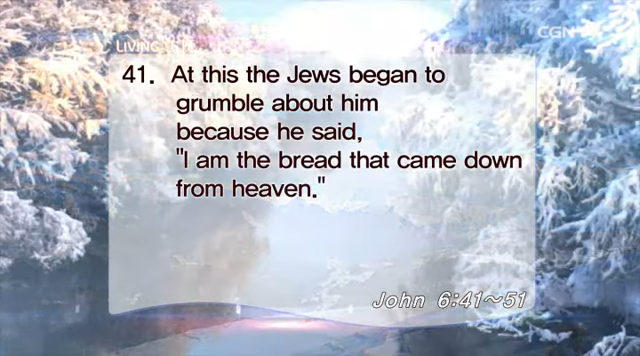 CGN
LIVING
41. At this the Jews began to
grumble about him
because he said,
"I am the bread that came down
from heaven."
John 6:41~51